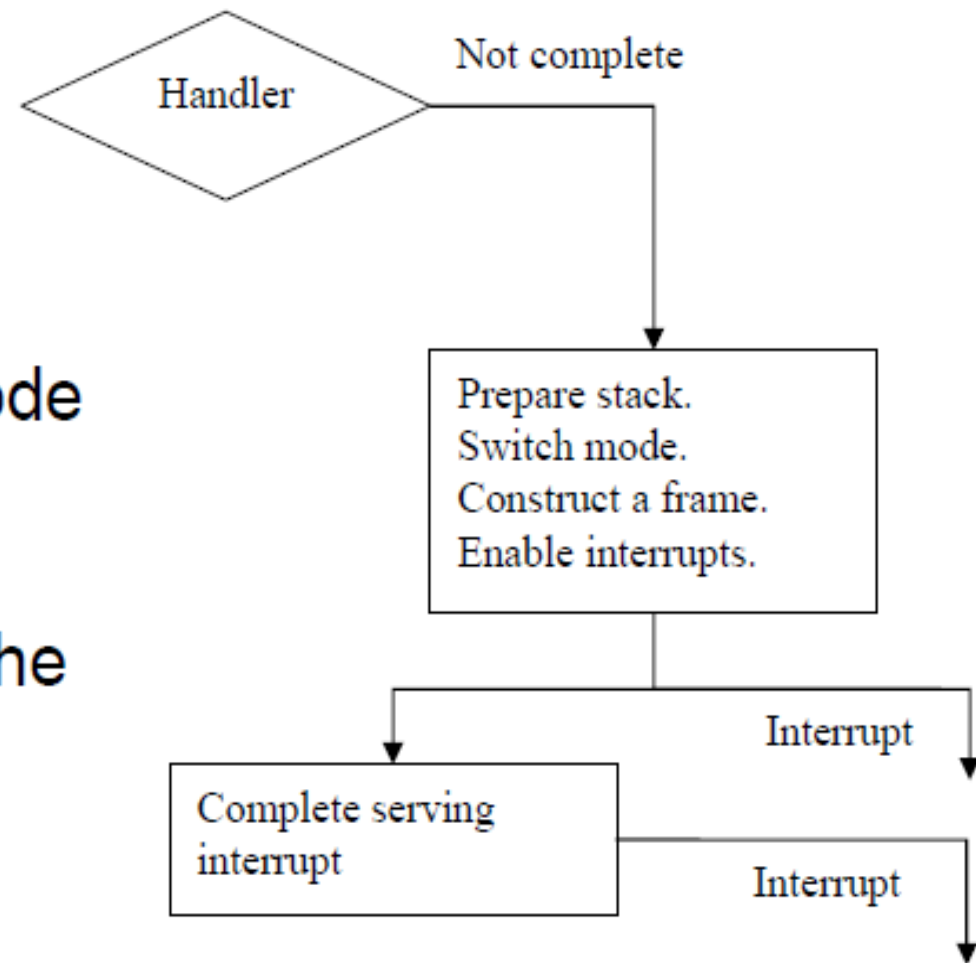 Not complete
Handler
ode
Prepare stack.
Switch mode.
Construct a frame.
Enable interrupts.
he
Interrupt
Complete serving
interrupt
Interrupt